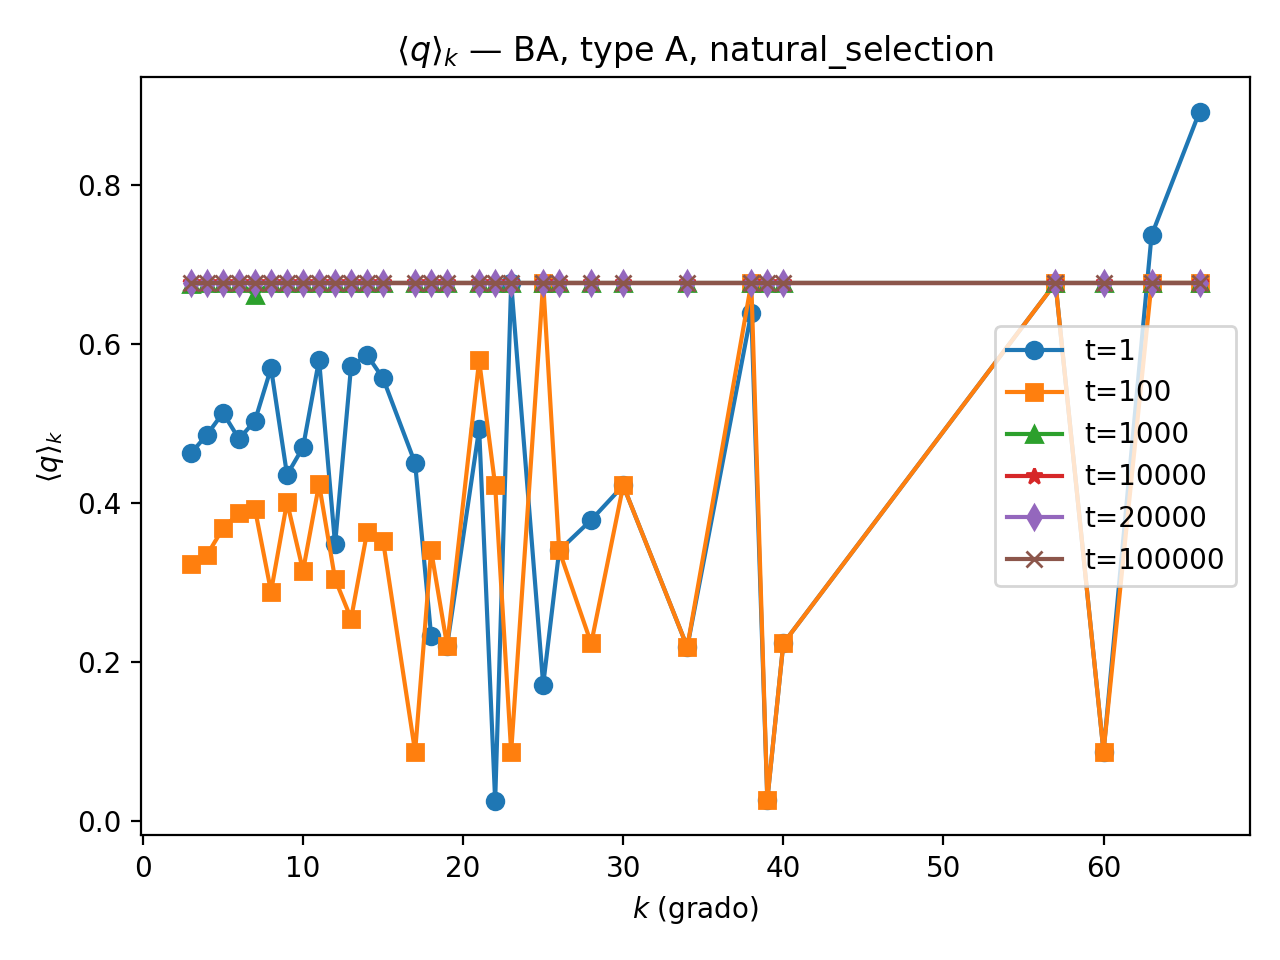 ⟨q⟩k — BA, type A, natural_selection
⟨q⟩k
0.8
0.6
0.4
0.2
0.0
t=1
t=100
t=1000
t=10000
t=20000
t=100000
0 10 20 30 40 50 60
k (grado)